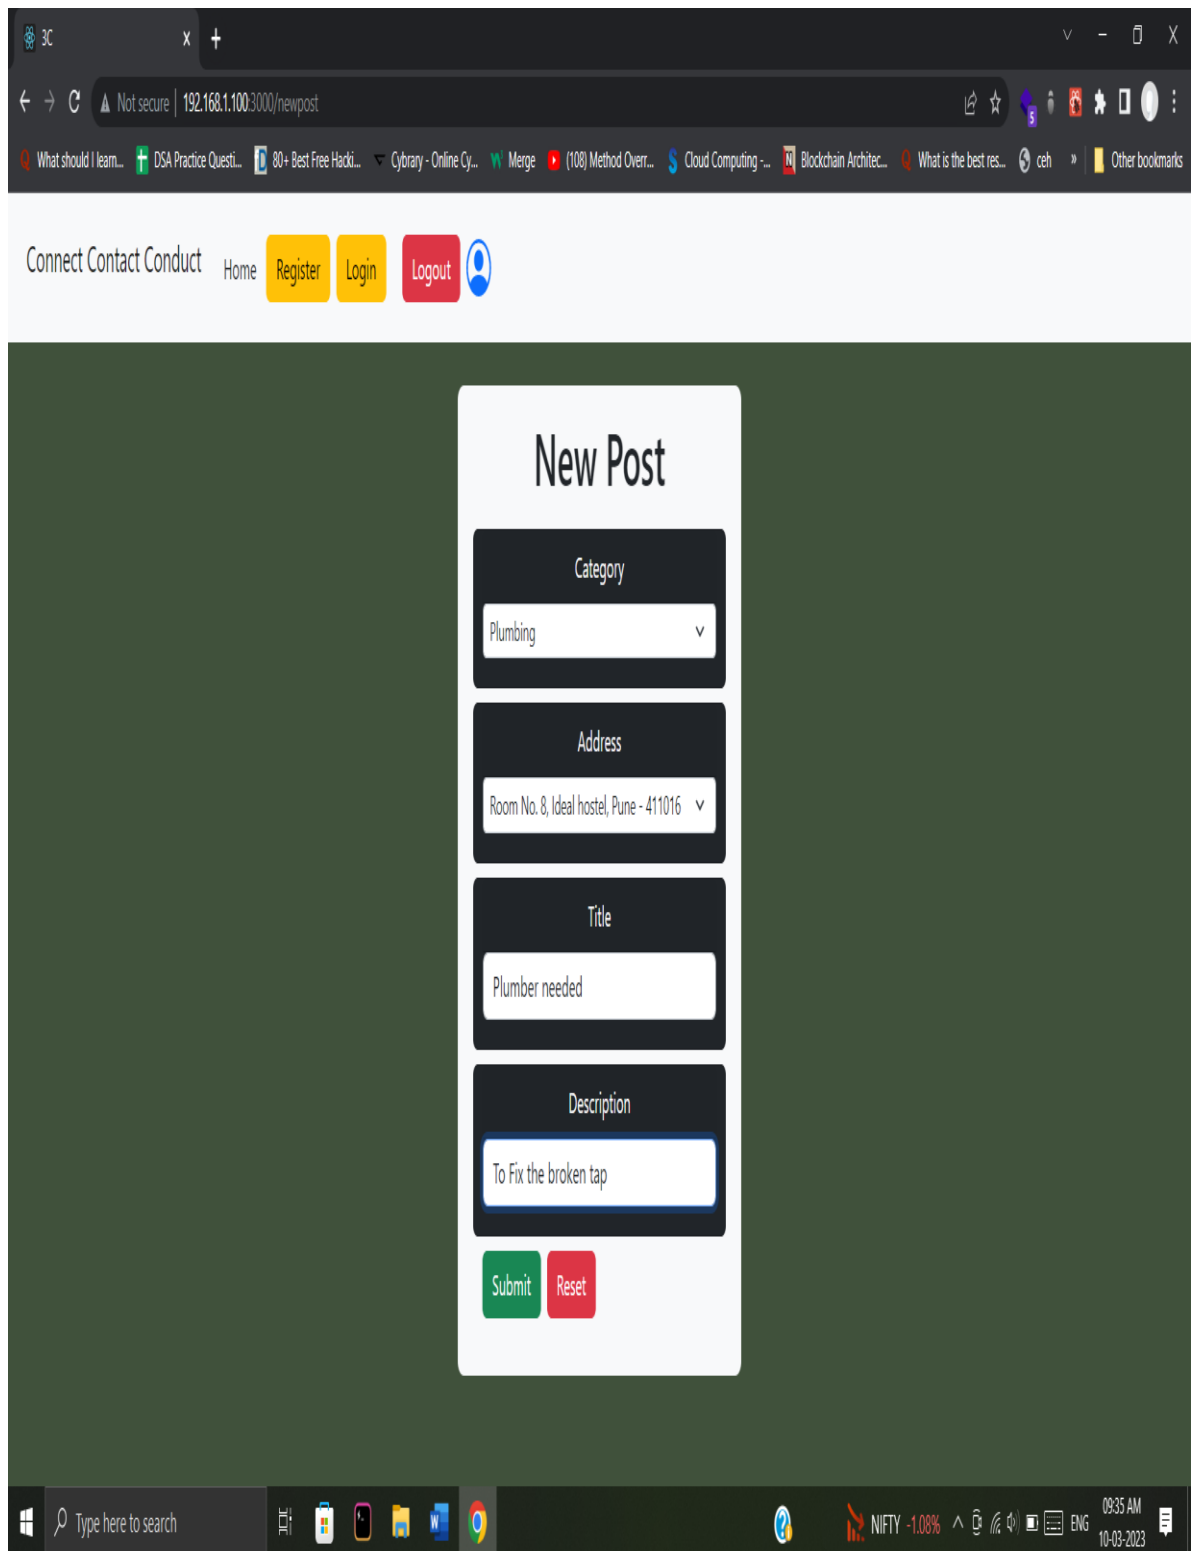 3C
Not secure | 192.168.1.100:3000/newpost
5
What should I learn... DSA Practice Questi... 80+ Best Free Hacki... Cybrary - Online Cy... Merge (108) Method Overr... Cloud Computing -... Blockchain Architec... What is the best res... ceh » Other bookmarks
Connect Contact Conduct Home Register Login Logout
New Post
Category
Plumbing
Address
Room No. 8, Ideal hostel, Pune - 411016
Title
Plumber needed
Description
To Fix the broken tap
Submit Reset
Type here to search
NIFTY -1.08% ENG
09:35 AM
10-03-2023